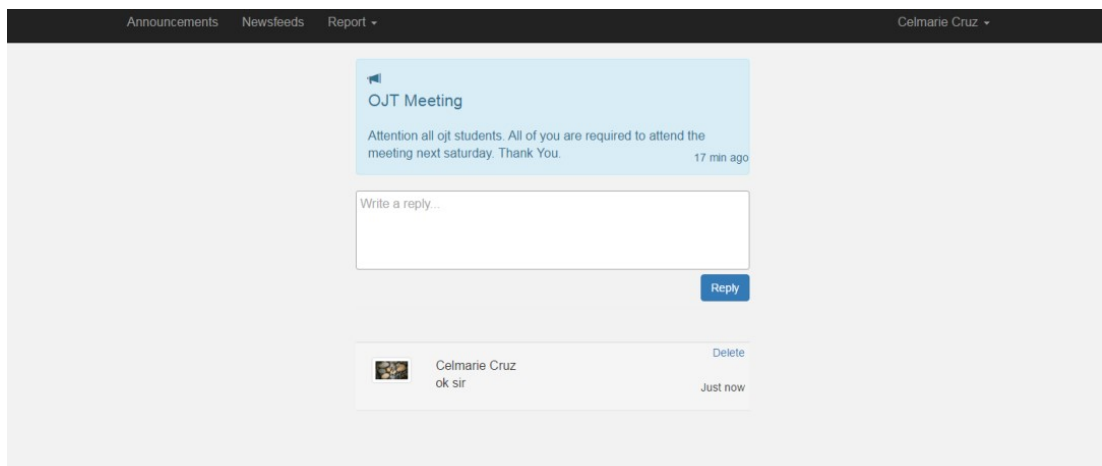 Announcements Newsfeeds Report Celmarie Cruz
OJT Meeting
Attention all ojt students. All of you are required to attend the
meeting next saturday. Thank You.
17 min ago
Write a reply...
Reply
Delete
Celmarie Cruz
ok sir
Just now